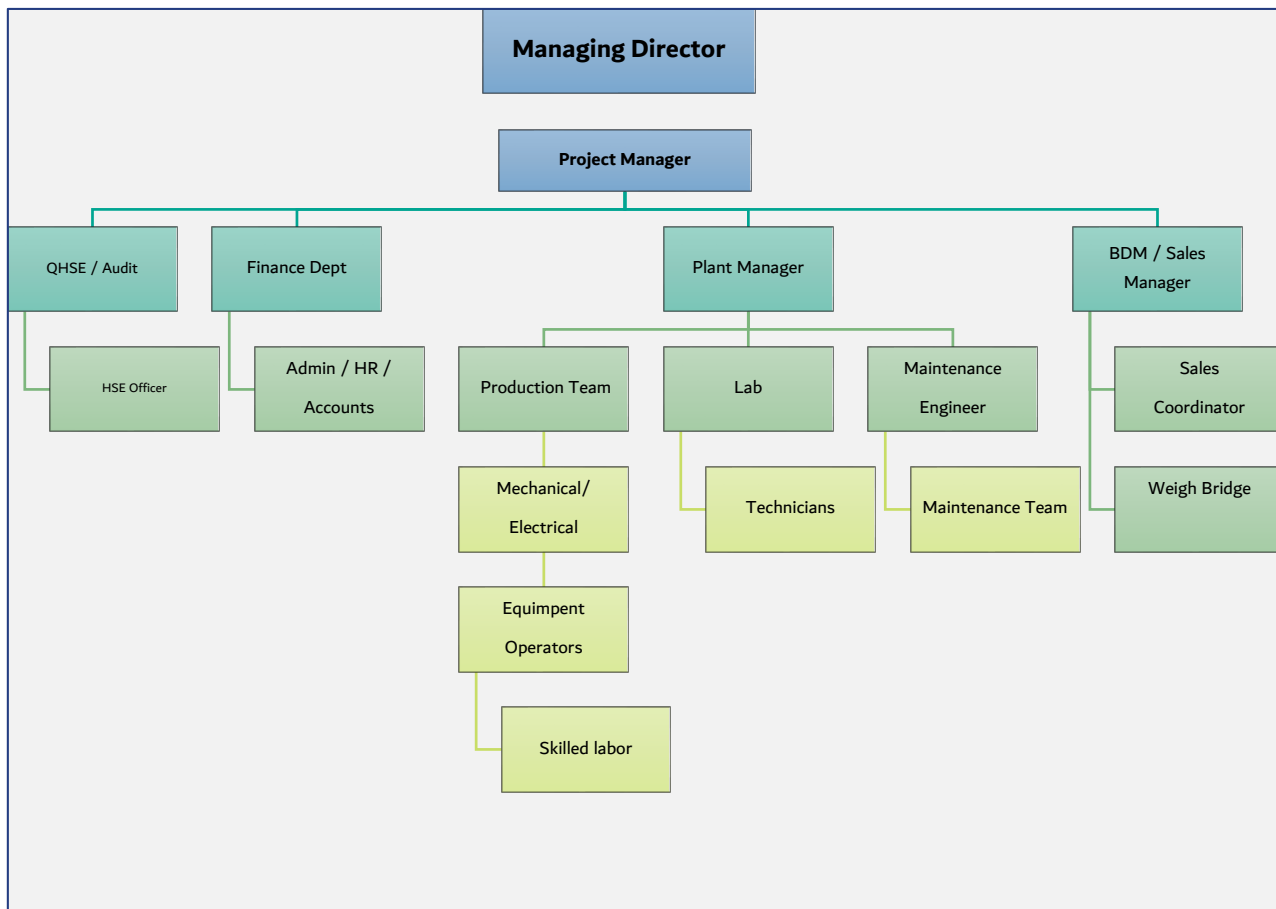 Managing Director
Project Manager
QHSE / Audit
Finance Dept
Plant Manager
BDM / Sales
Manager
HSE Officer
Admin / HR /
Accounts
Production Team
Lab
Maintenance
Engineer
Sales
Coordinator
Mechanical/
Electrical
Technicians
Maintenance Team
Weigh Bridge
Equimpent
Operators
Skilled labor